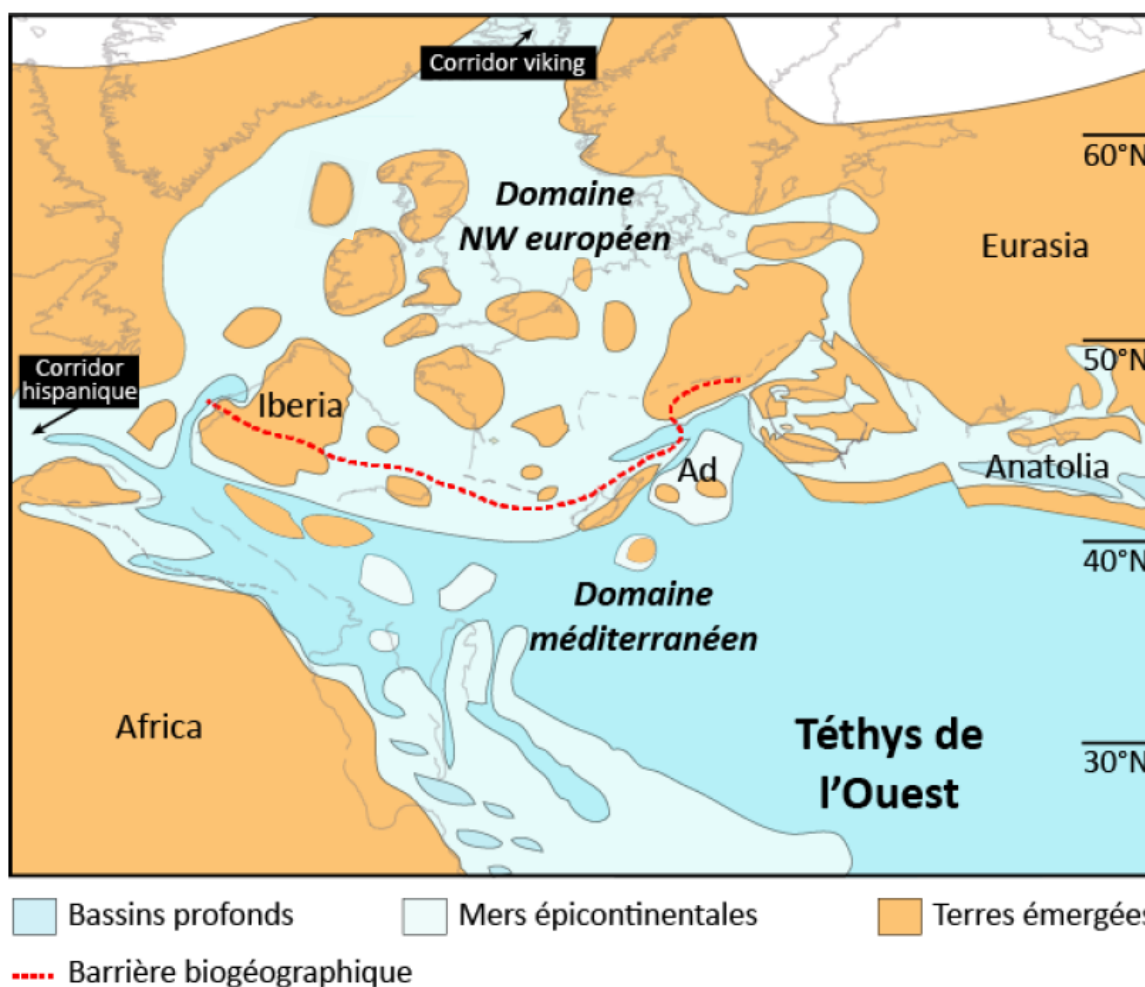 Corridor viking
Domaine
NW européen
60°N
Eurasia
50°N
Corridor
hispanique
Iberia
Ad
Anatolia
40°N
Domaine
méditerranéen
Africa
Téthys de
l'Ouest
30°N
Bassins profonds
Mers épicontinentales
Terres émergées
Barrière biogéographique